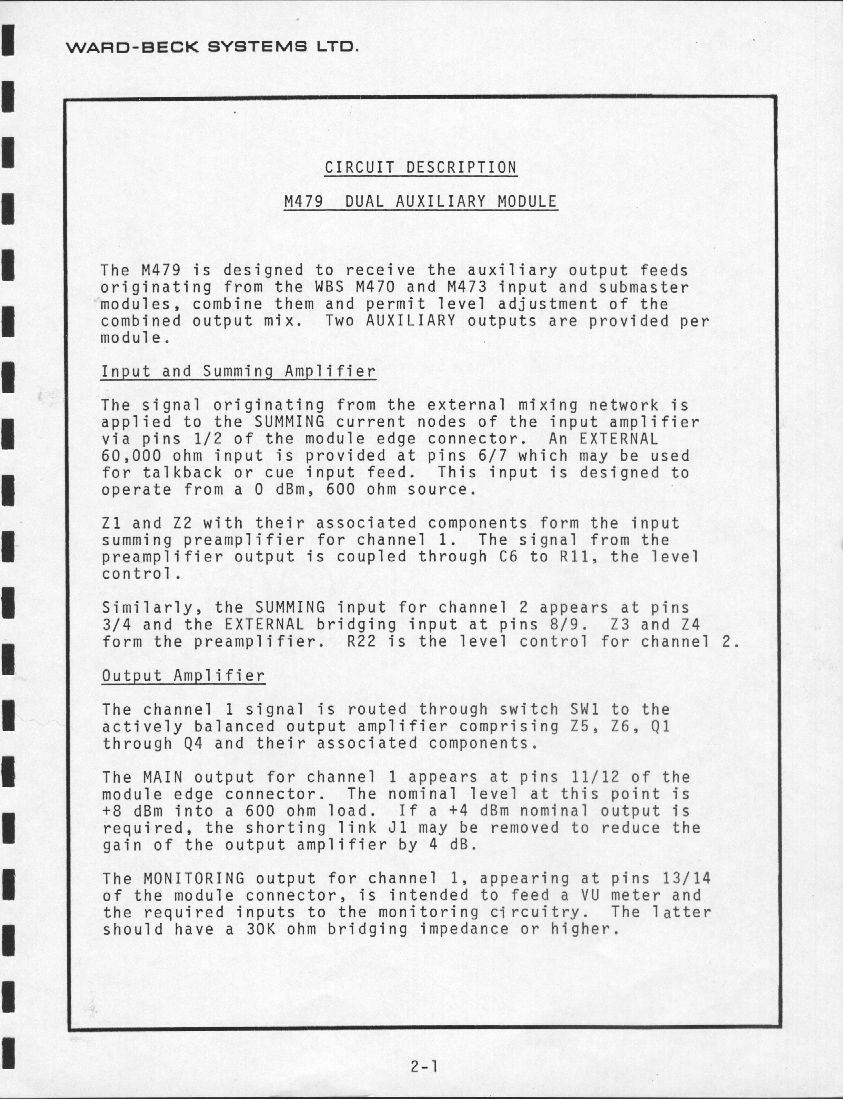 WARD-BECK SYSTEMS LTD.
CIRCUIT DESCRIPTION
M479 DUAL AUXILIARY MODULE
The M479 is designed to receive the auxiliary output feeds
originating from the WBS M470 and M473 input and submaster
modules, combine them and permit level adjustment of the
combined output mix. Two AUXILIARY outputs are provided per
module.
Input and Summing Amplifier
The signal originating from the external mixing network is
applied to the SUMMING current nodes of the input amplifier
via pins 1/2 of the module edge connector. An EXTERNAL
60,000 ohm input is provided at pins 6/7 which may be used
for talkback or cue input feed. This input is designed to
operate from a 0 dBm, 600 ohm source.
Z1 and Z2 with their associated components form the input
summing preamplifier for channel 1. The signal from the
preamplifier output is coupled through C6 to R11, the level
control.
Similarly, the SUMMING input for channel 2 appears at pins
3/4 and the EXTERNAL bridging input at pins 8/9. Z3 and Z4
form the preamplifier. R22 is the level control for channel 2.
Output Amplifier
The channel 1 signal is routed through switch SW1 to the
actively balanced output amplifier comprising Z5, Z6, Q1
through Q4 and their associated components.
The MAIN output for channel 1 appears at pins 11/12 of the
module edge connector. The nominal level at this point is
+8 dBm into a 600 ohm load. If a +4 dBm nominal output is
required, the shorting link J1 may be removed to reduce the
gain of the output amplifier by 4 dB.
The MONITORING output for channel 1, appearing at pins 13/14
of the module connector, is intended to feed a VU meter and
the required inputs to the monitoring circuitry. The latter
should have a 30K ohm bridging impedance or higher.
2-1